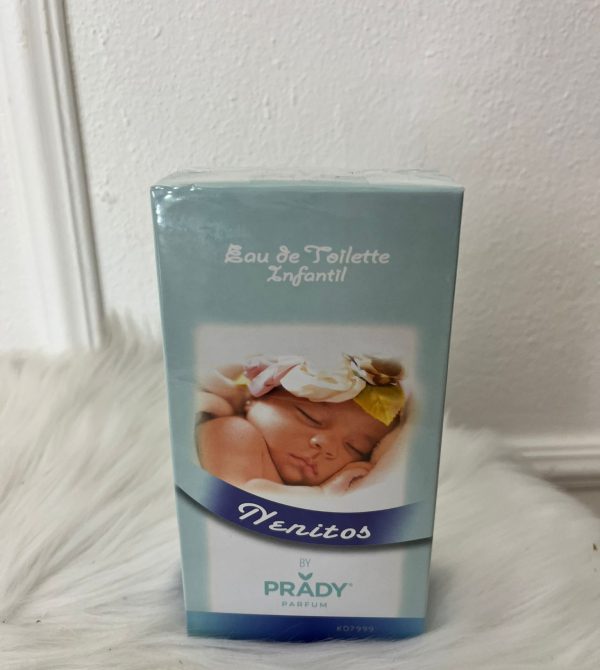 Eau de Toilette
Infantil
Nenitos
BY
PRADY®
PARFUM
KD7999